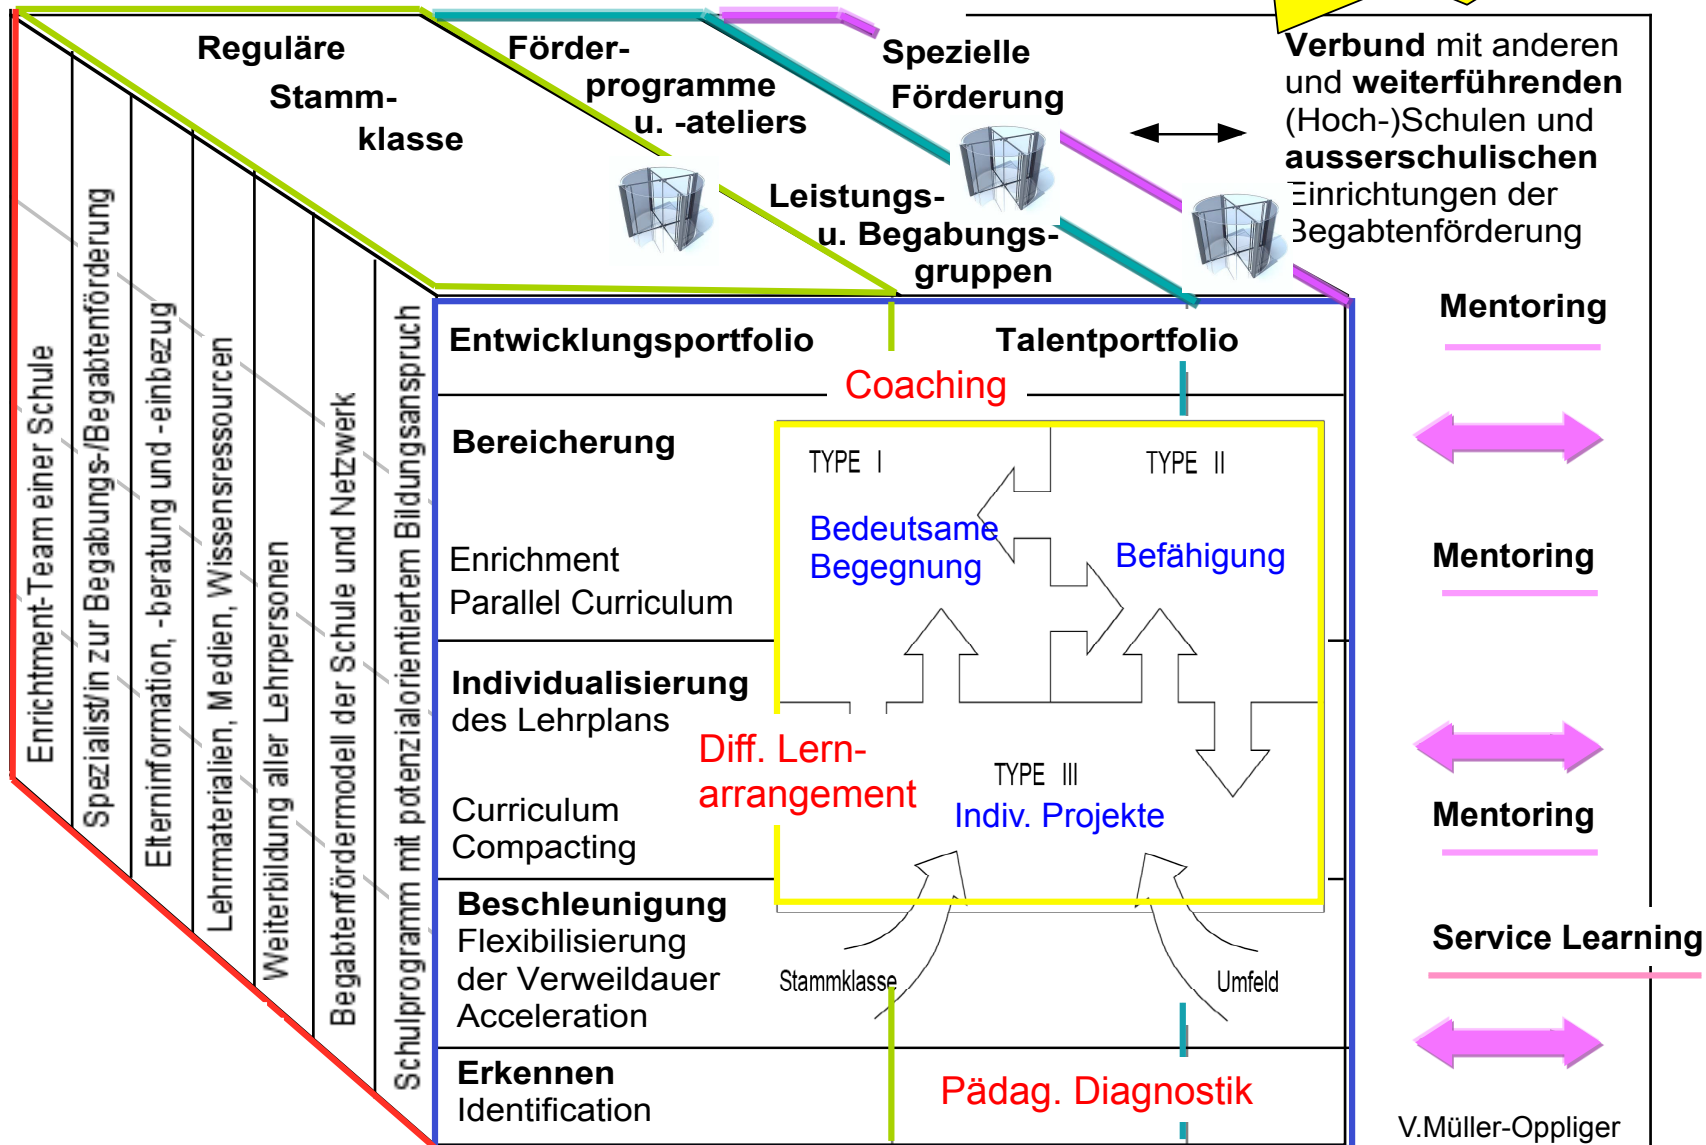 Reguläre
Stamm-
klasse
Förder-
programme
u. -ateliers
Spezielle
Förderung
Leistungs-
u. Begabungs-
gruppen
Verbund mit anderen
und weiterführenden
(Hoch-)Schulen und
ausserschulischen
Einrichtungen der
Begabtenförderung
Enrichtment-Team einer Schule
Spezialist/in zur Begabungs-/Begabtenförderung
Elterninformation, -beratung und -einbezug
Lehrmaterialien, Medien, Wissensressourcen
Weiterbildung aller Lehrpersonen
Begabtenfördermodell der Schule und Netzwerk
Schulprogramm mit potenzialorientiertem Bildungsanspruch
Entwicklungsportfolio
Talentportfolio
Coaching
Bereicherung
Enrichment
Parallel Curriculum
TYPE I
Bedeutsame
Begegnung
TYPE II
Befähigung
Individualisierung
des Lehrplans
Curriculum
Compacting
Diff. Lern-
arrangement
TYPE III
Indiv. Projekte
Beschleunigung
Flexibilisierung
der Verweildauer
Acceleration
Stammklasse
Umfeld
Erkennen
Identification
Pädag. Diagnostik
Mentoring
Mentoring
Mentoring
Service Learning
V.Müller-Oppliger